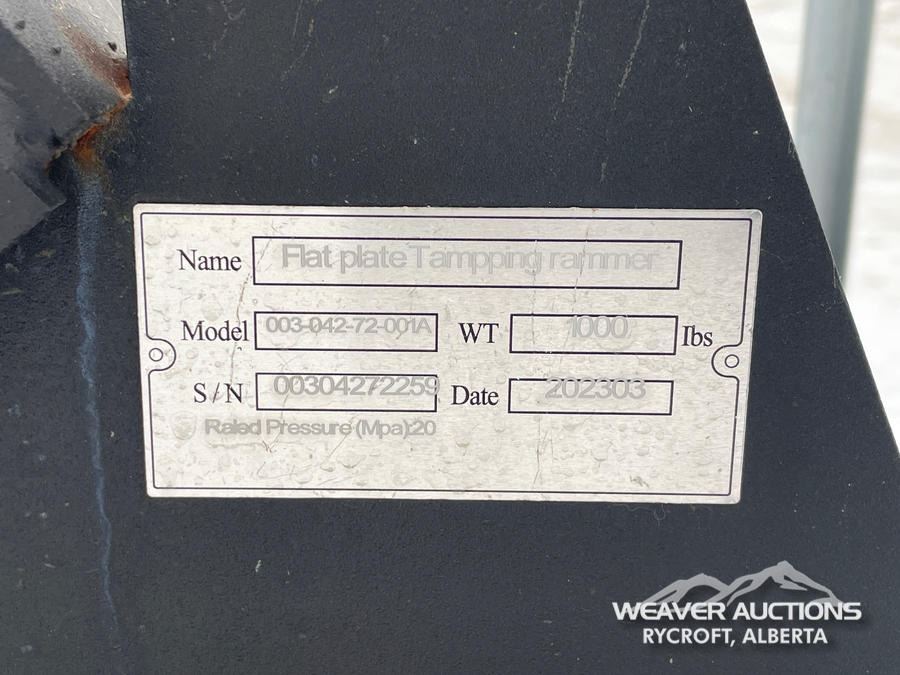 Name Flat plate Tampping rammer
Model 003-042-72-001A WT 1000 Ibs
S/N 00304272259 Date 202303
Raled Pressure (Mpa):20
WEAVER AUCTIONS
RYCROFT, ALBERTA